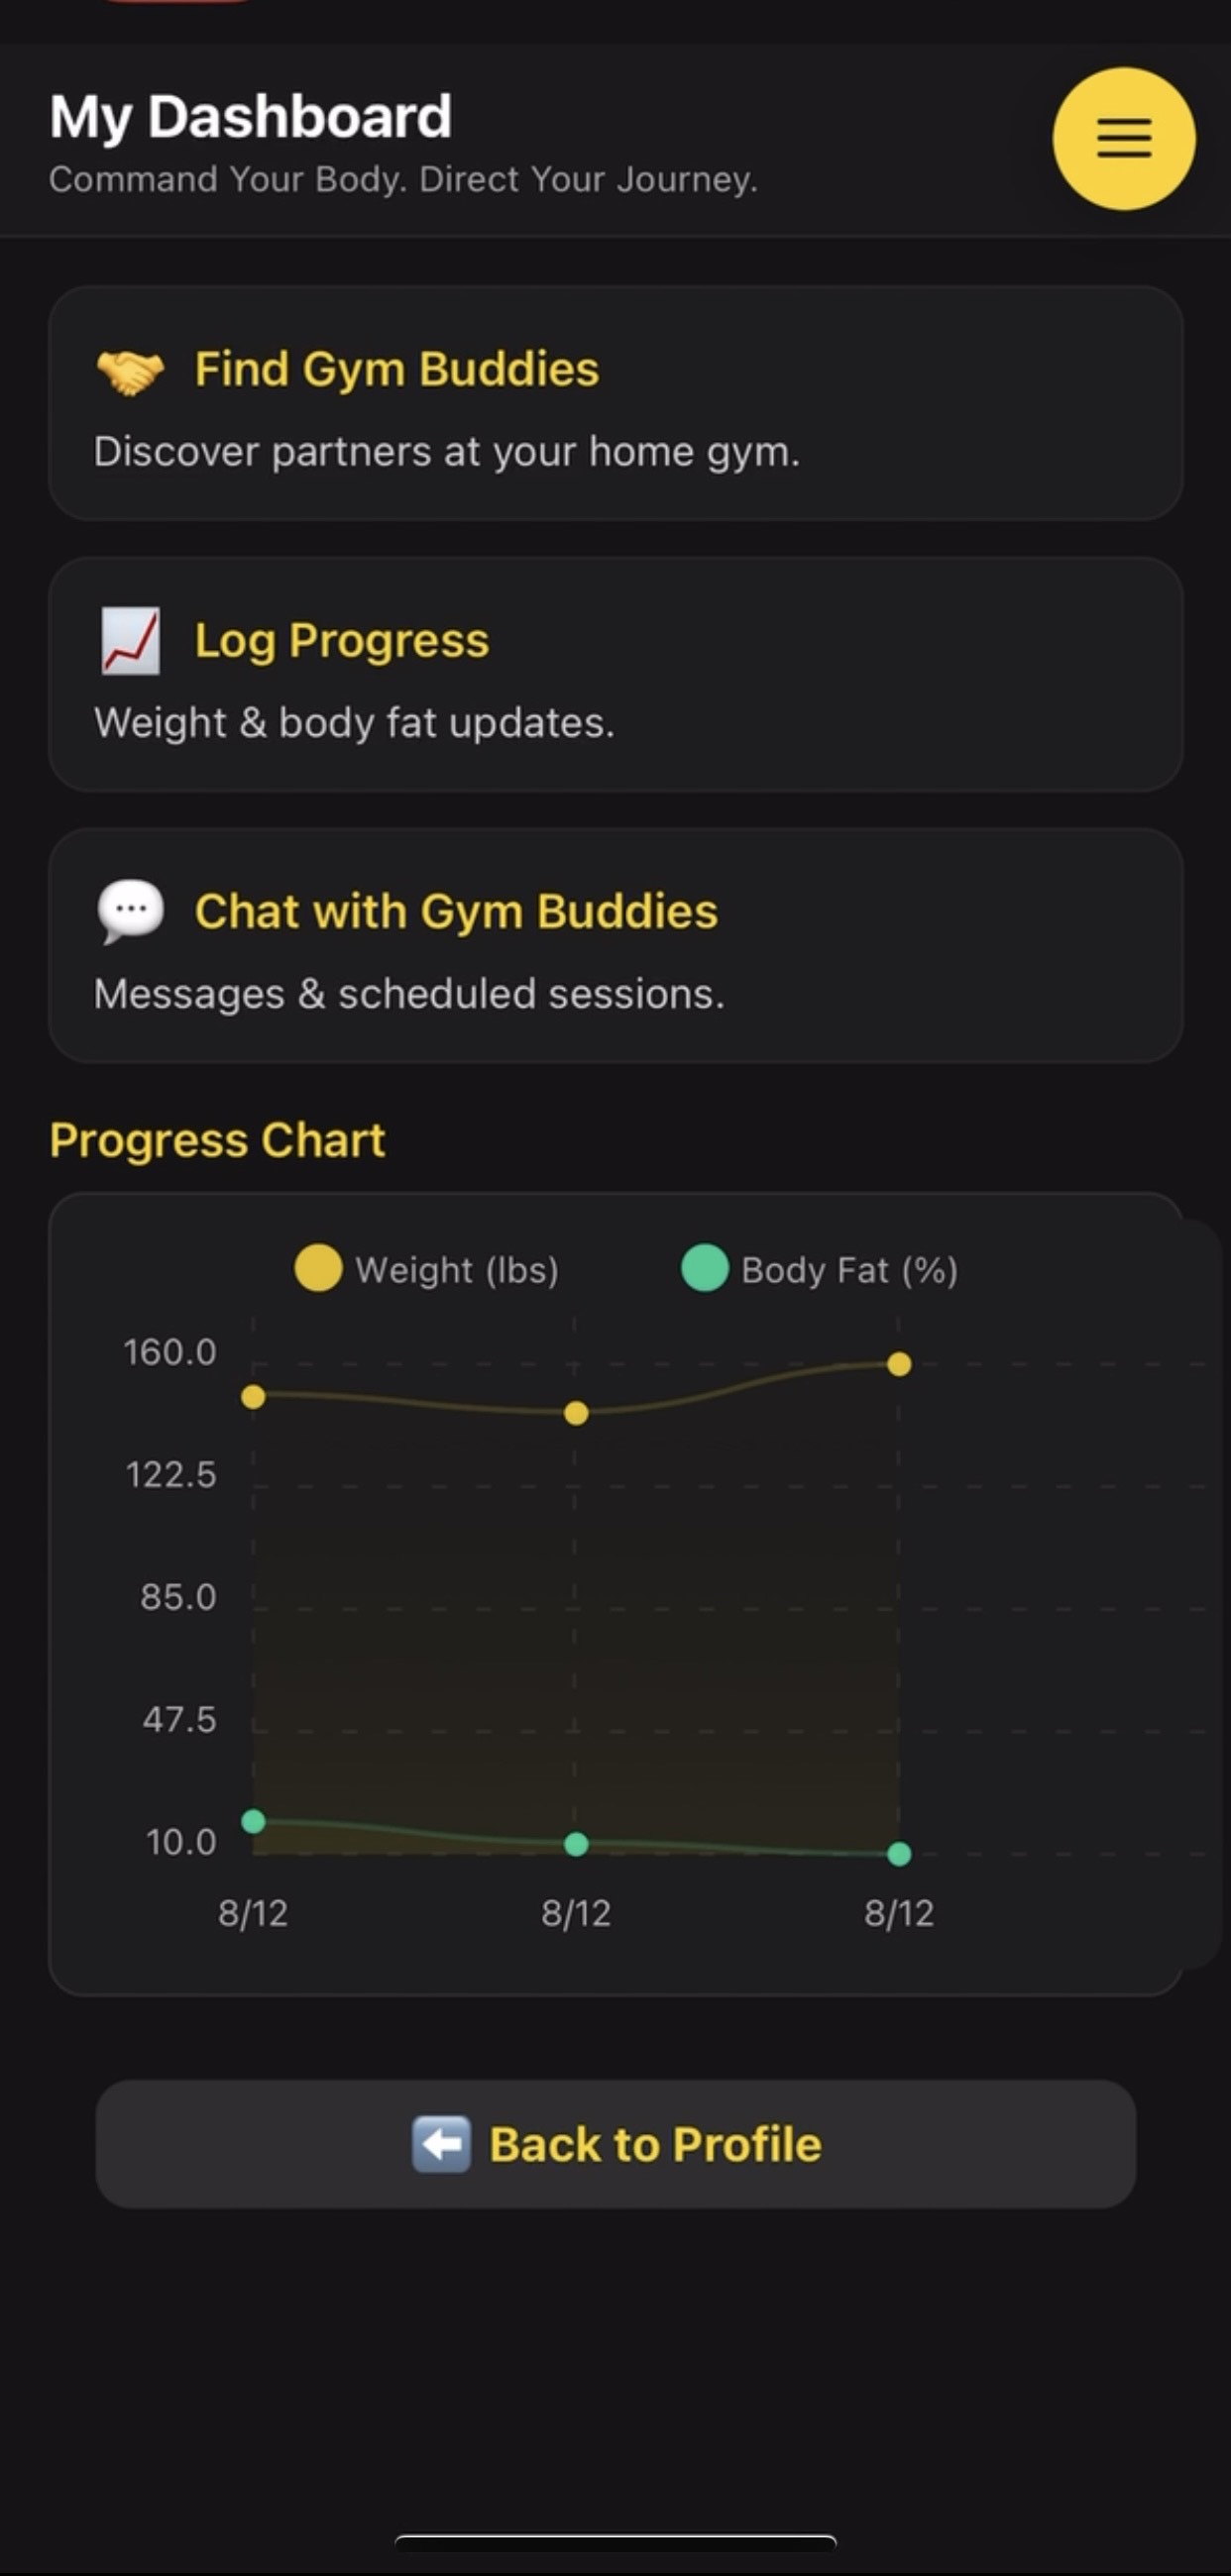 My Dashboard
Command Your Body. Direct Your Journey.
Find Gym Buddies
Discover partners at your home gym.
Log Progress
Weight & body fat updates.
Chat with Gym Buddies
Messages & scheduled sessions.
Progress Chart
Weight (lbs) Body Fat (%)
160.0
122.5
85.0
47.5
10.0
8/12 8/12 8/12
Back to Profile